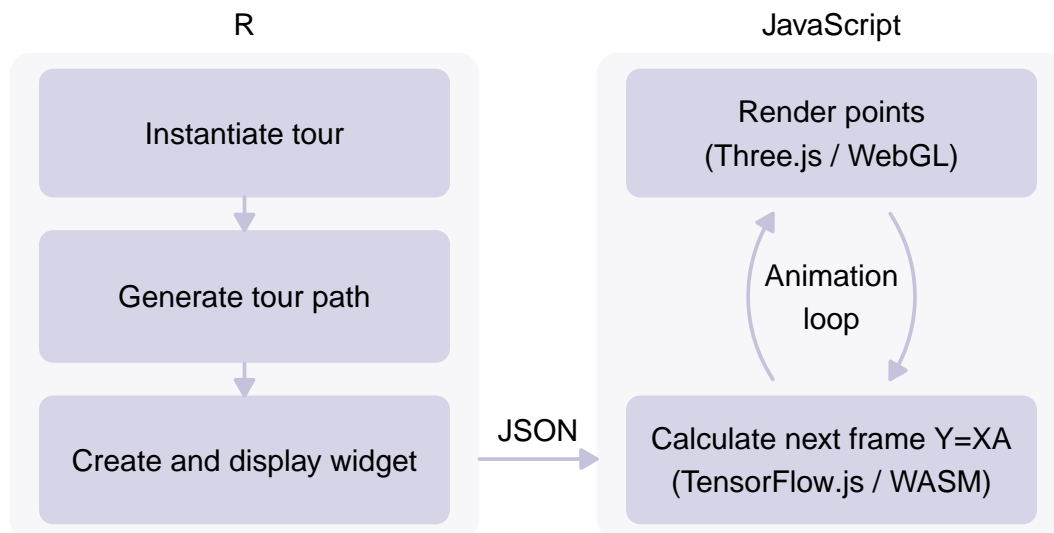 R
Instantiate tour
Generate tour path
Create and display widget
JSON
JavaScript
Render points
(Three.js / WebGL)
Animation
loop
Calculate next frame Y=XA
(TensorFlow.js / WASM)